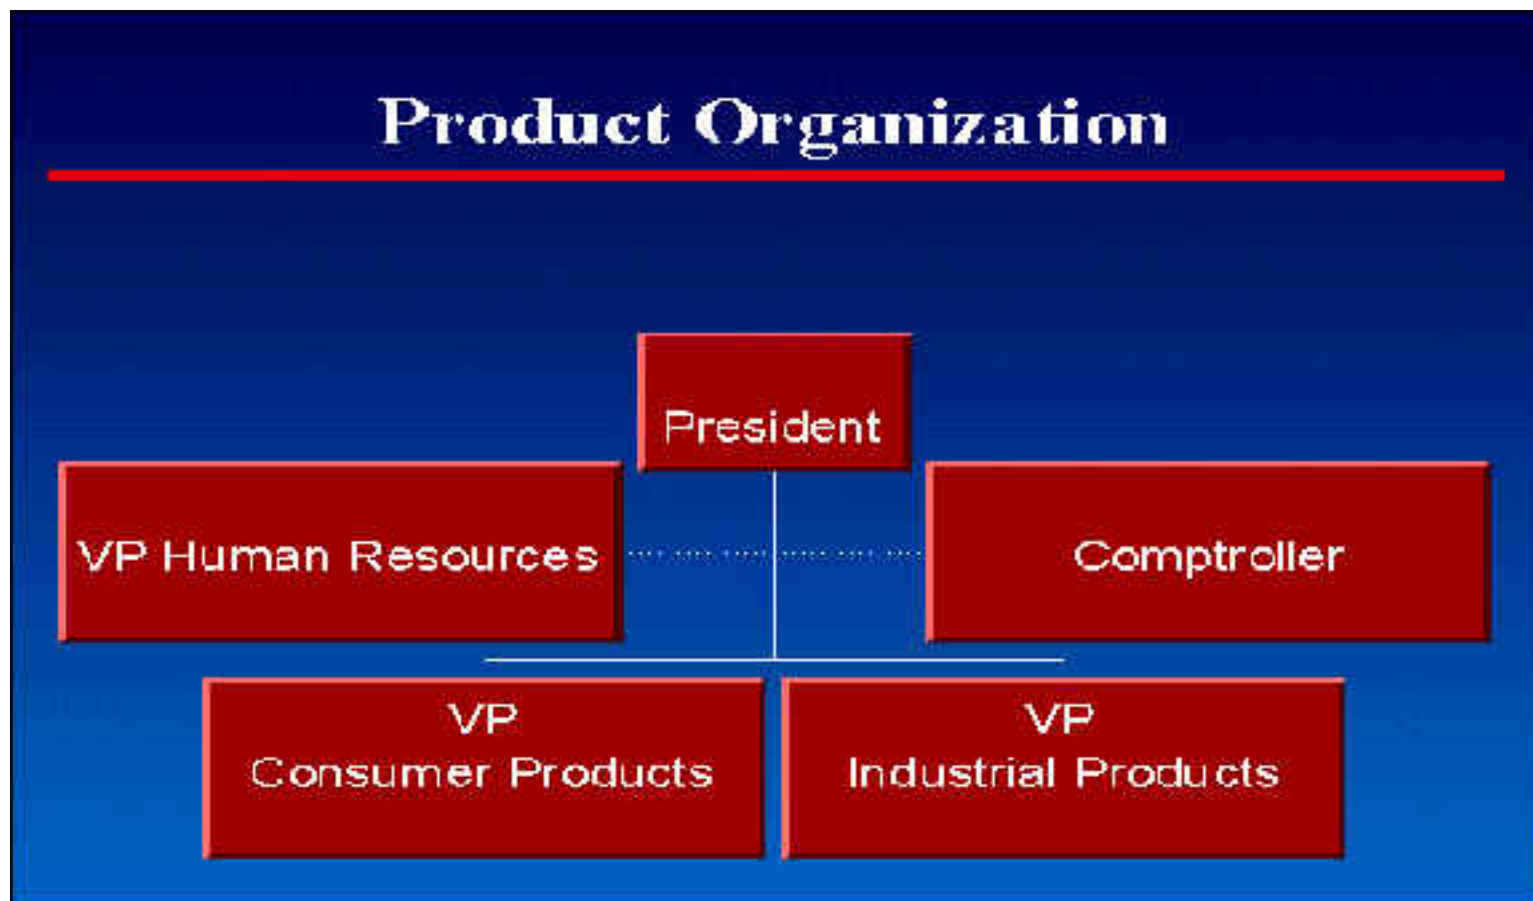 Product Organization
President
VP Human Resources
Comptroller
VP
Consumer Products
VP
Industrial Products